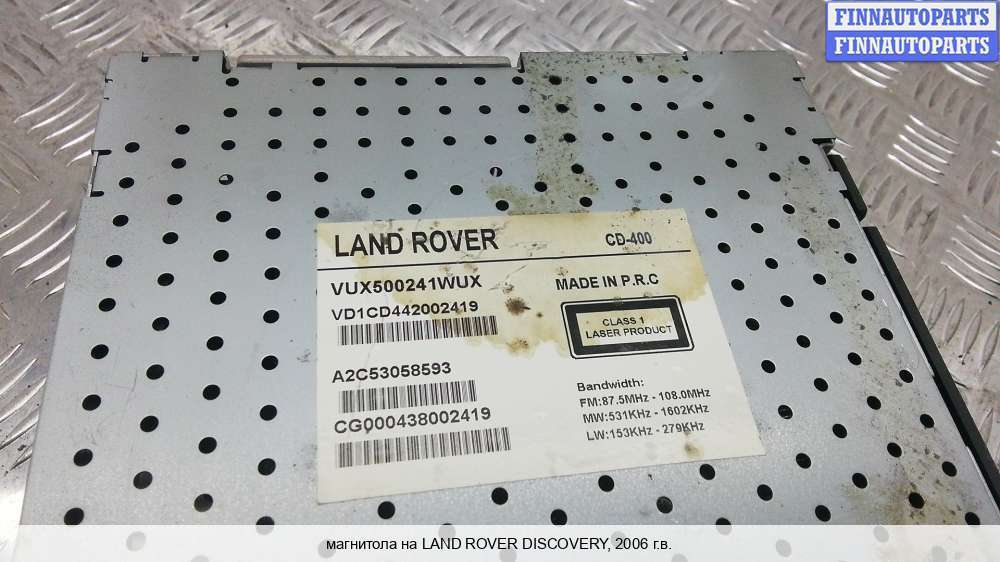 FINNAUTOPARTS
FINNAUTOPARTS
LAND ROVER CD-400
VUX500241WUX MADE IN P.R.C
VD1CD442002419
CLASS 1
LASER PRODUCT
A2C53058593
Bandwidth:
FM:87.5MHz - 108.0MHz
CG000438002419
MW:531KHz - 1602KHz
LW:153KHz - 279KHz
магнитола на LAND ROVER DISCOVERY, 2006 г.в.